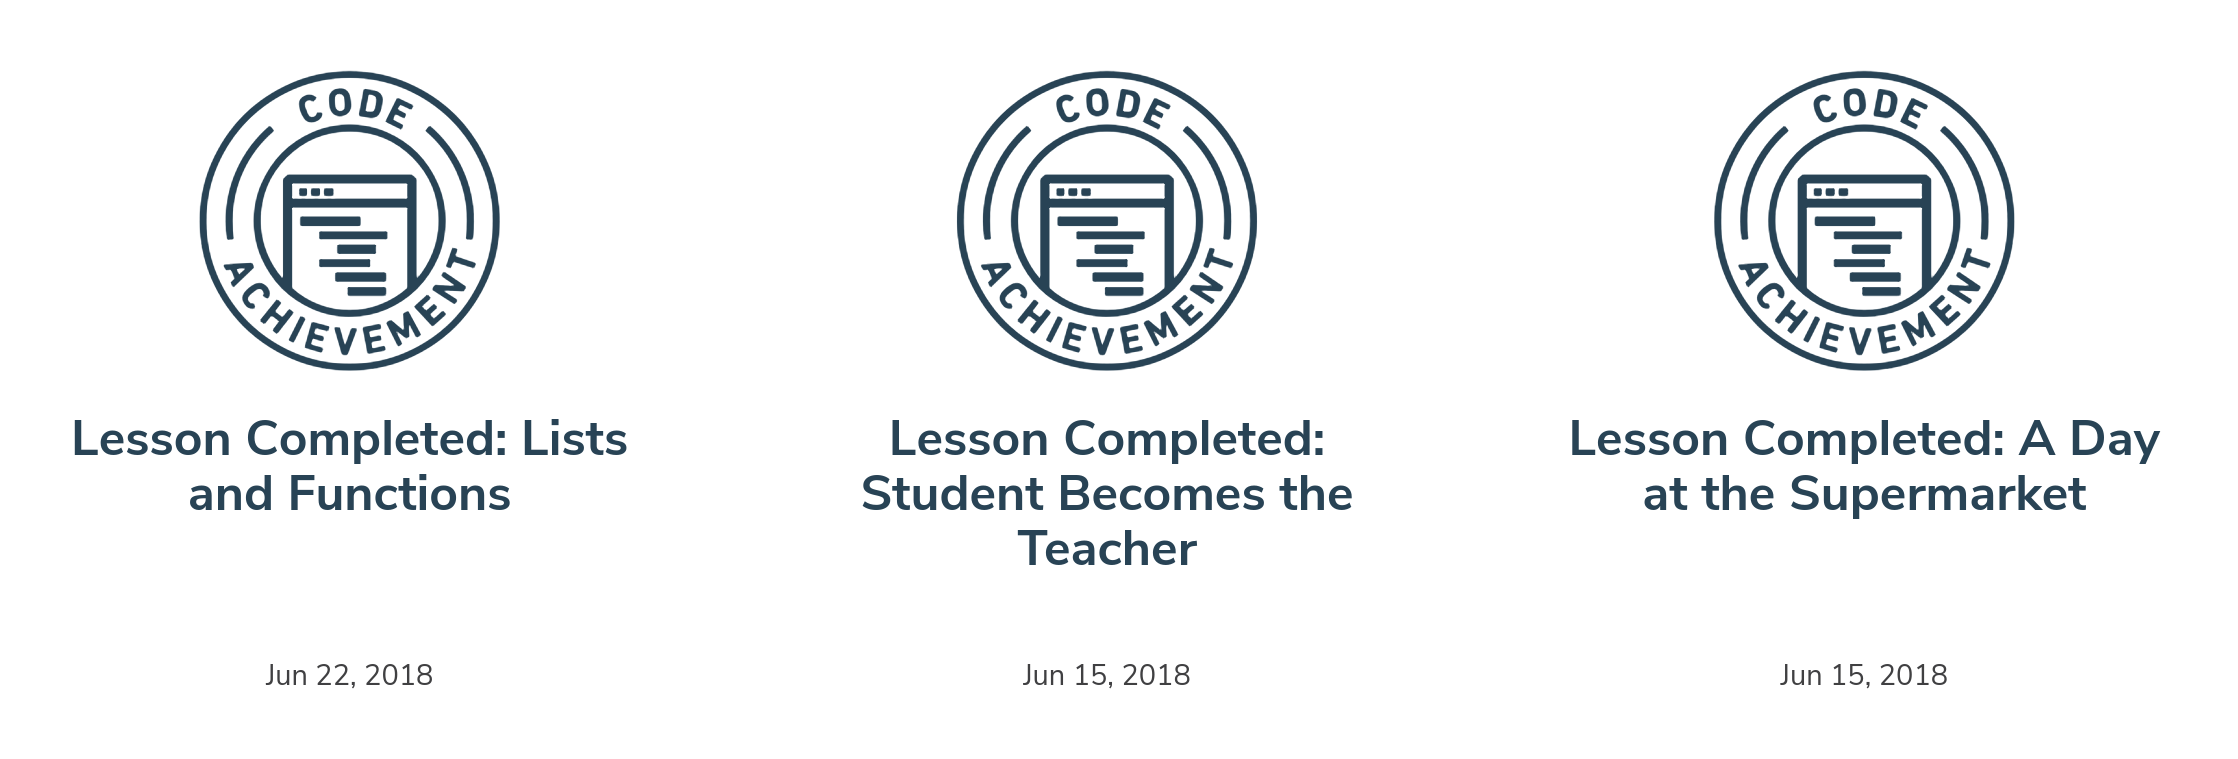 CODE
ACHIEVEMENT
Lesson Completed: Lists
and Functions
Jun 22, 2018
CODE
ACHIEVEMENT
Lesson Completed:
Student Becomes the
Teacher
Jun 15, 2018
CODE
ACHIEVEMENT
Lesson Completed: A Day
at the Supermarket
Jun 15, 2018